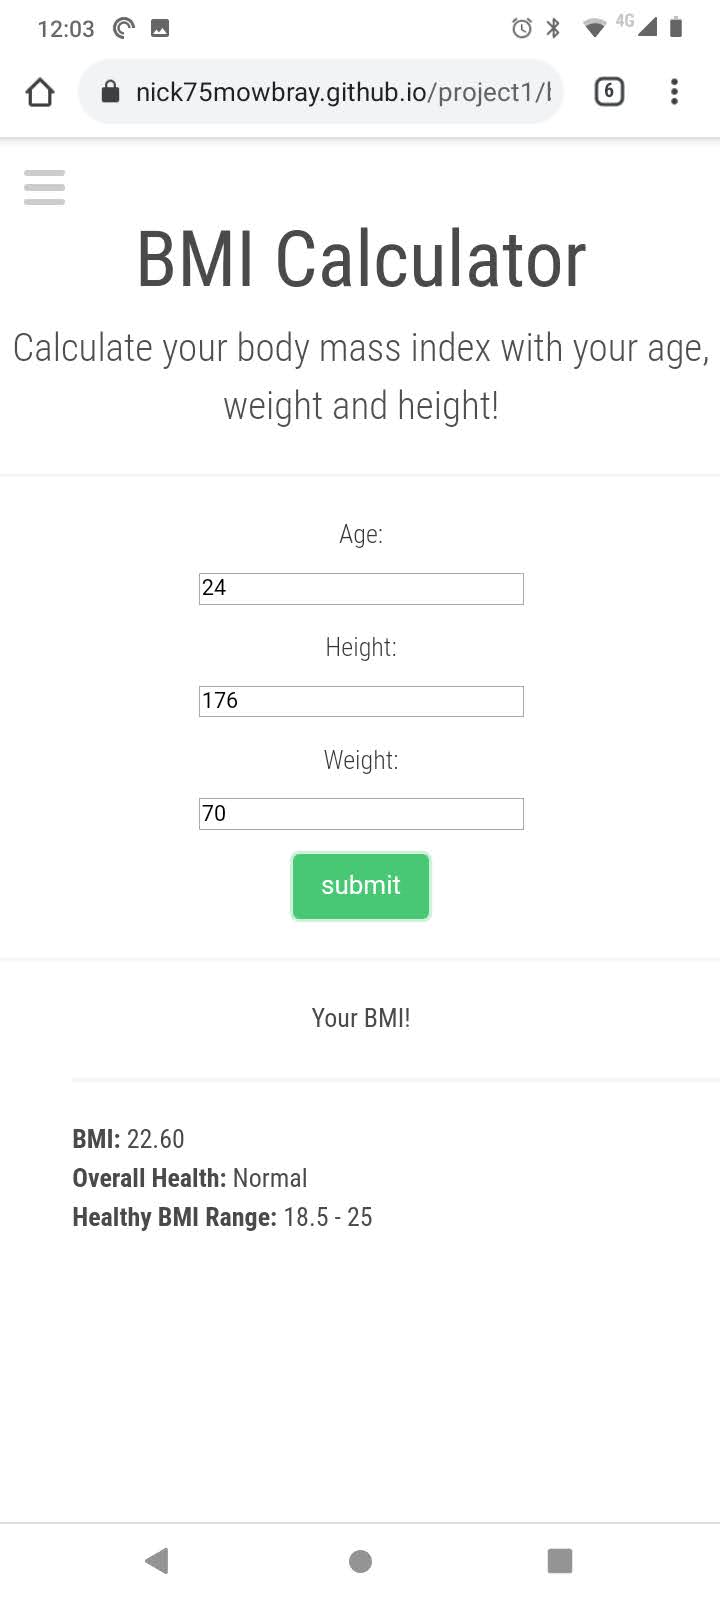 12:03
4G
nick75mowbray.github.io/project1/
6
BMI Calculator
Calculate your body mass index with your age,
weight and height!
Age:
24
Height:
176
Weight:
70
submit
Your BMI!
BMI: 22.60
Overall Health: Normal
Healthy BMI Range: 18.5 - 25